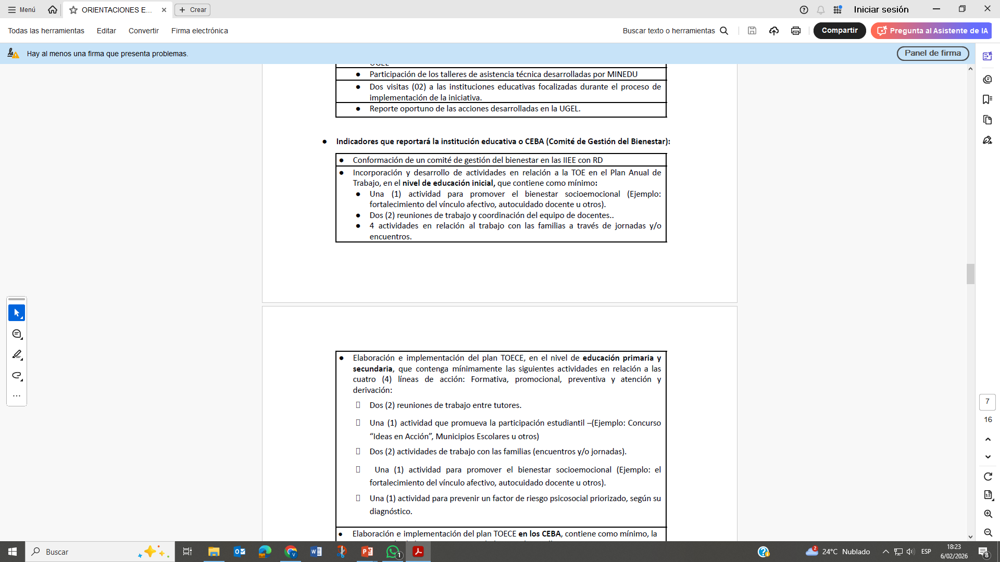 Menú
ORIENTACIONES E...
Crear
Iniciar sesión
Todas las herramientas
Editar
Convertir
Firma electrónica
Buscar texto o herramientas
Compartir
Pregunta al Asistente de IA
Hay al menos una firma que presenta problemas.
Panel de firma
UGEL
● Participación de los talleres de asistencia técnica desarrolladas por MINEDU
● Dos visitas (02) a las instituciones educativas focalizadas durante el proceso de
implementación de la iniciativa.
● Reporte oportuno de las acciones desarrolladas en la UGEL.
● Indicadores que reportará la institución educativa o CEBA (Comité de Gestión del Bienestar):
● Conformación de un comité de gestión del bienestar en las IIEE con RD
● Incorporación y desarrollo de actividades en relación a la TOE en el Plan Anual de
Trabajo, en el nivel de educación inicial, que contiene como mínimo:
● Una (1) actividad para promover el bienestar socioemocional (Ejemplo:
fortalecimiento del vínculo afectivo, autocuidado docente u otros).
● Dos (2) reuniones de trabajo y coordinación del equipo de docentes..
● 4 actividades en relación al trabajo con las familias a través de jornadas y/o
encuentros.
● Elaboración e implementación del plan TOECE, en el nivel de educación primaria y
secundaria, que contenga mínimamente las siguientes actividades en relación a las
cuatro (4) líneas de acción: Formativa, promocional, preventiva y atención y
derivación:
Dos (2) reuniones de trabajo entre tutores.
Una (1) actividad que promueva la participación estudiantil –(Ejemplo: Concurso
“Ideas en Acción”, Municipios Escolares u otros)
Dos (2) actividades de trabajo con las familias (encuentros y/o jornadas).
Una (1) actividad para promover el bienestar socioemocional (Ejemplo: el
fortalecimiento del vínculo afectivo, autocuidado docente u otros).
Una (1) actividad para prevenir un factor de riesgo psicosocial priorizado, según su
diagnóstico.
● Elaboración e implementación del plan TOECE en los CEBA, contiene como mínimo, la
7
16
Buscar
1
2
24°C Nublado
ESP
18:23
6/02/2026
8